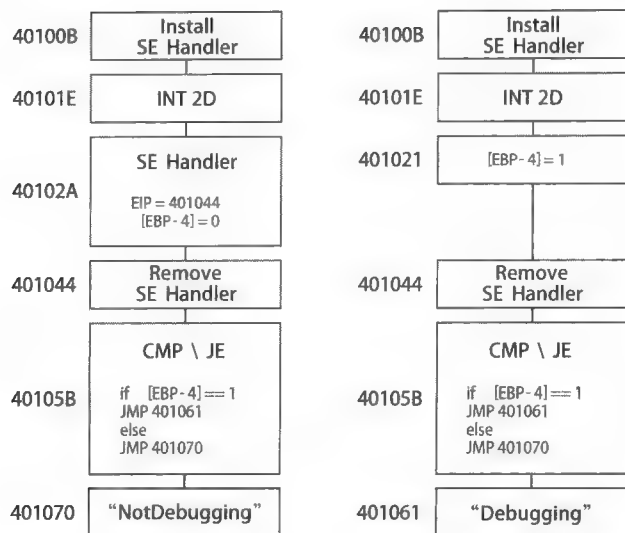 40100B
Install
SE Handler
40101E
INT 2D
40102A
SE Handler
EIP = 401044
[EBP - 4] = 0
401044
Remove
SE Handler
40105B
CMP \ JE
if [EBP - 4] == 1
JMP 401061
else
JMP 401070
401070
"NotDebugging"
40100B
Install
SE Handler
40101E
INT 2D
401021
[EBP - 4] = 1
401044
Remove
SE Handler
40105B
CMP \ JE
if [EBP - 4] == 1
JMP 401061
else
JMP 401070
401061
"Debugging"